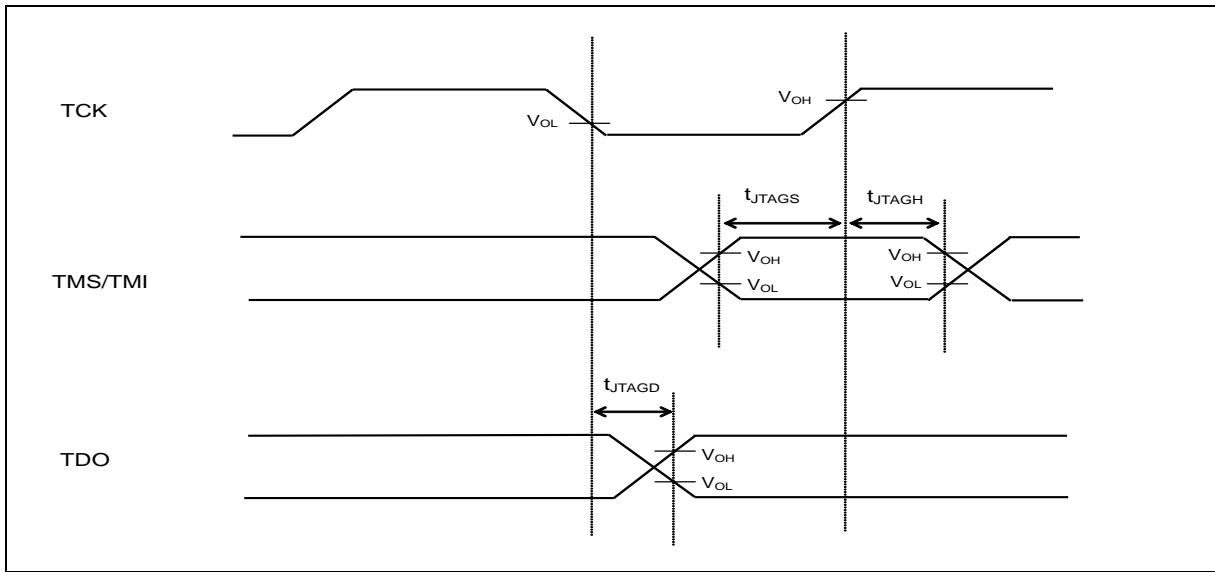 TCK
VOL
VOH
tJTAGS
tJTAGH
TMS/TMI
VOH
VOL
VOH
VOL
tJTAGD
TDO
VOH
VOL